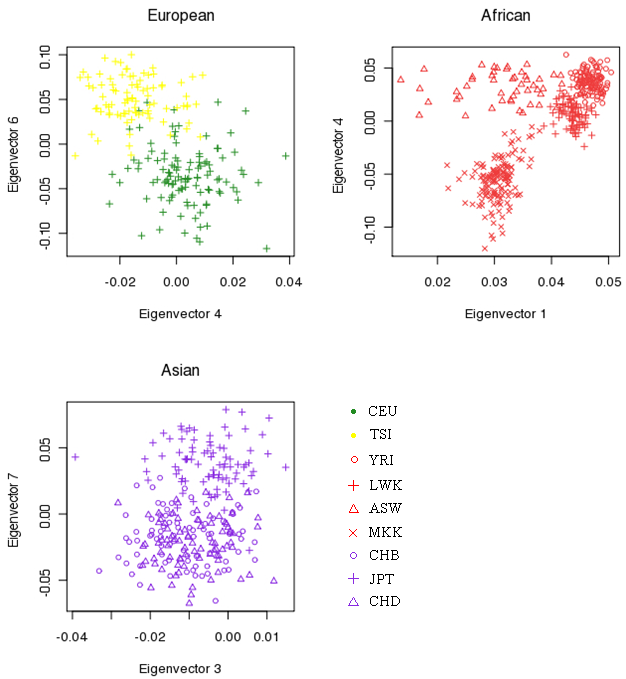 European
African
0.10
0.05
0.00
-0.05
-0.10
Eigenvector 6
-0.02
0.00
0.02
0.04
Eigenvector 4
0.05
0.00
-0.05
-0.10
Eigenvector 4
0.02
0.03
0.04
0.05
Eigenvector 1
Asian
0.05
0.00
-0.05
Eigenvector 7
-0.04
-0.02
0.00
0.01
Eigenvector 3
CEU
TSI
YRI
LWK
ASW
MKK
CHB
JPT
CHD